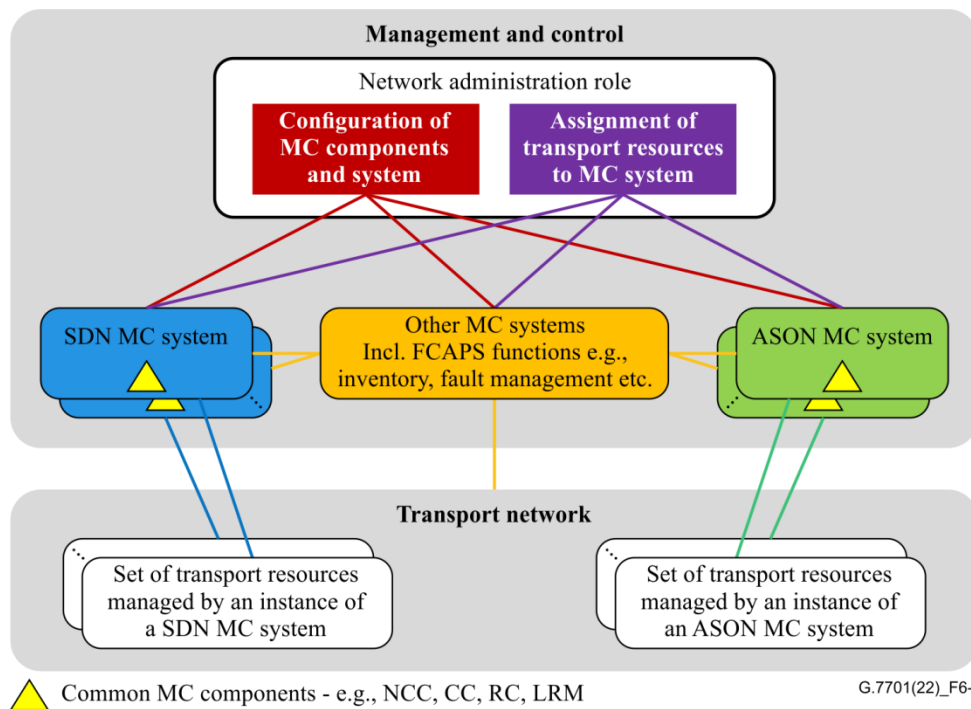 Management and control
Network administration role
Configuration of
MC components
and system
Assignment of
transport resources
to MC system
SDN MC system
Other MC systems
Incl. FCAPS functions e.g.,
inventory, fault management etc.
ASON MC system
Transport network
Set of transport resources
managed by an instance of
a SDN MC system
Set of transport resources
managed by an instance of
an ASON MC system
Common MC components - e.g., NCC, CC, RC, LRM
G.7701(22)_F6-